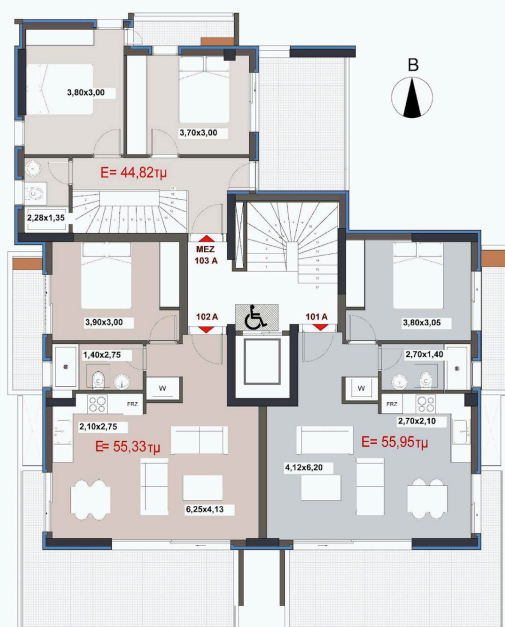 3,80x3,00
3,70x3,00
B
E= 44,82τμ
2,28x1,35
MEZ
103 A
3,90x3,00
102 A
101 A
3,80x3,05
1,40x2,75
2,70x1,40
W
W
FRZ
FRZ
2,10x2,75
2,70x2,10
E= 55,33τμ
E= 55,95τμ
4,12x6,20
6,25x4,13